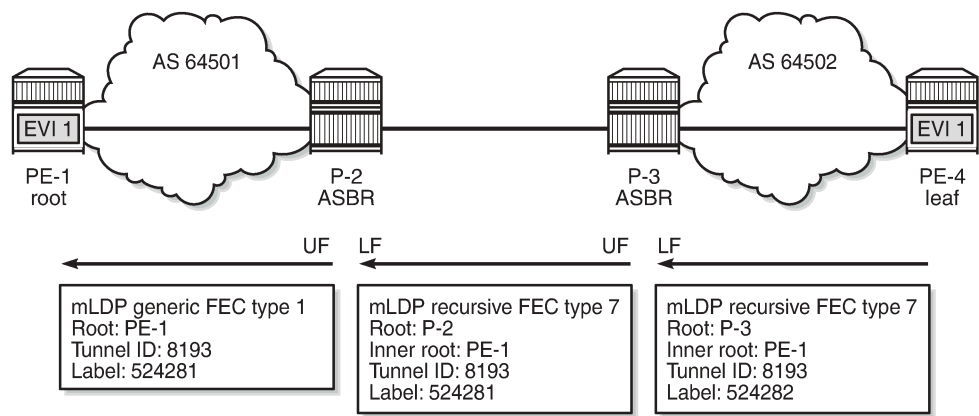 AS 64501
AS 64502
EVI 1
EVI 1
PE-1
root
P-2
ASBR
P-3
ASBR
PE-4
leaf
UF
LF
UF
LF
mLDP generic FEC type 1
Root: PE-1
Tunnel ID: 8193
Label: 524281
mLDP recursive FEC type 7
Root: P-2
Inner root: PE-1
Tunnel ID: 8193
Label: 524281
mLDP recursive FEC type 7
Root: P-3
Inner root: PE-1
Tunnel ID: 8193
Label: 524282